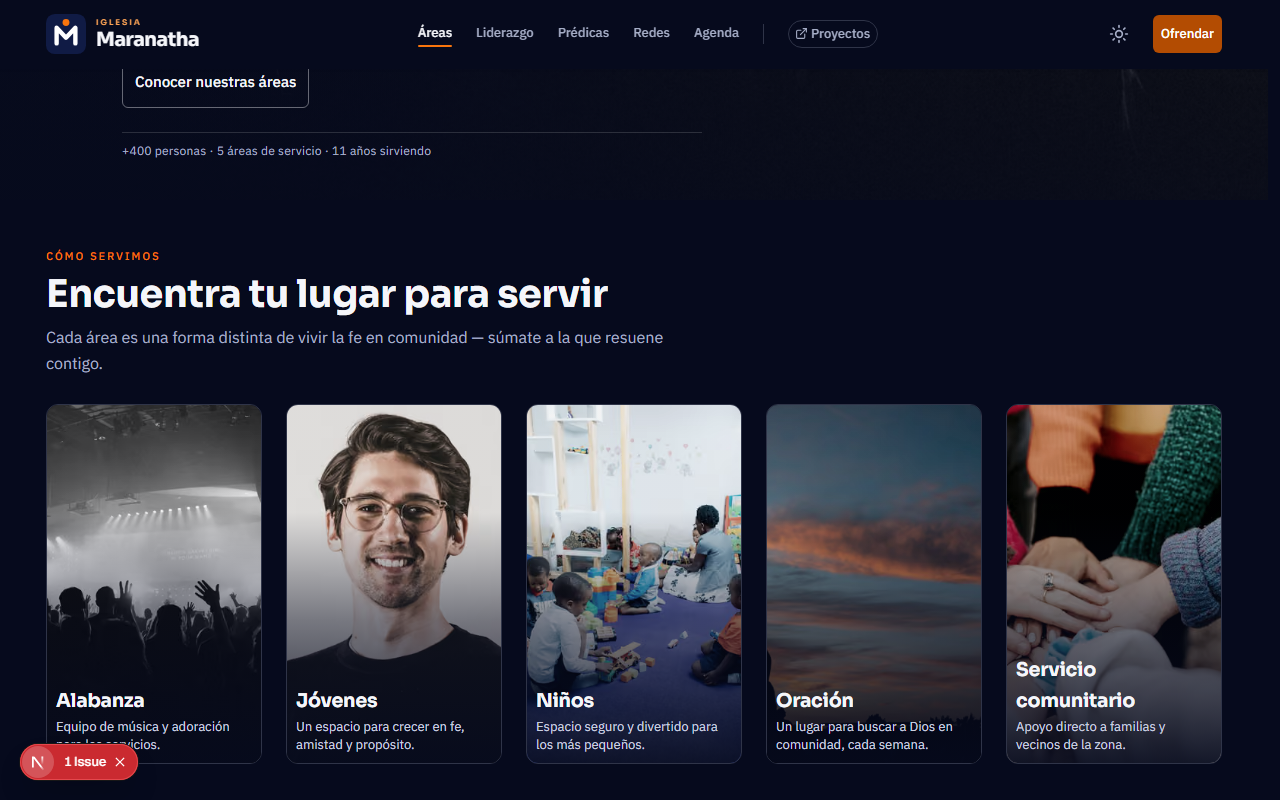 IGLESIA
Maranatha
Áreas
Liderazgo
Prédicas
Redes
Agenda
Proyectos
Ofrendar
Conocer nuestras áreas
+400 personas · 5 áreas de servicio · 11 años sirviendo
CÓMO SERVIMOS
Encuentra tu lugar para servir
Cada área es una forma distinta de vivir la fe en comunidad — súmate a la que resuene
contigo.
Alabanza
Equipo de música y adoración
servicios.
Jóvenes
Un espacio para crecer en fe,
amistad y propósito.
Niños
Espacio seguro y divertido para
los más pequeños.
Oración
Un lugar para buscar a Dios en
comunidad, cada semana.
Servicio
comunitario
Apoyo directo a familias y
vecinos de la zona.
N
1 Issue